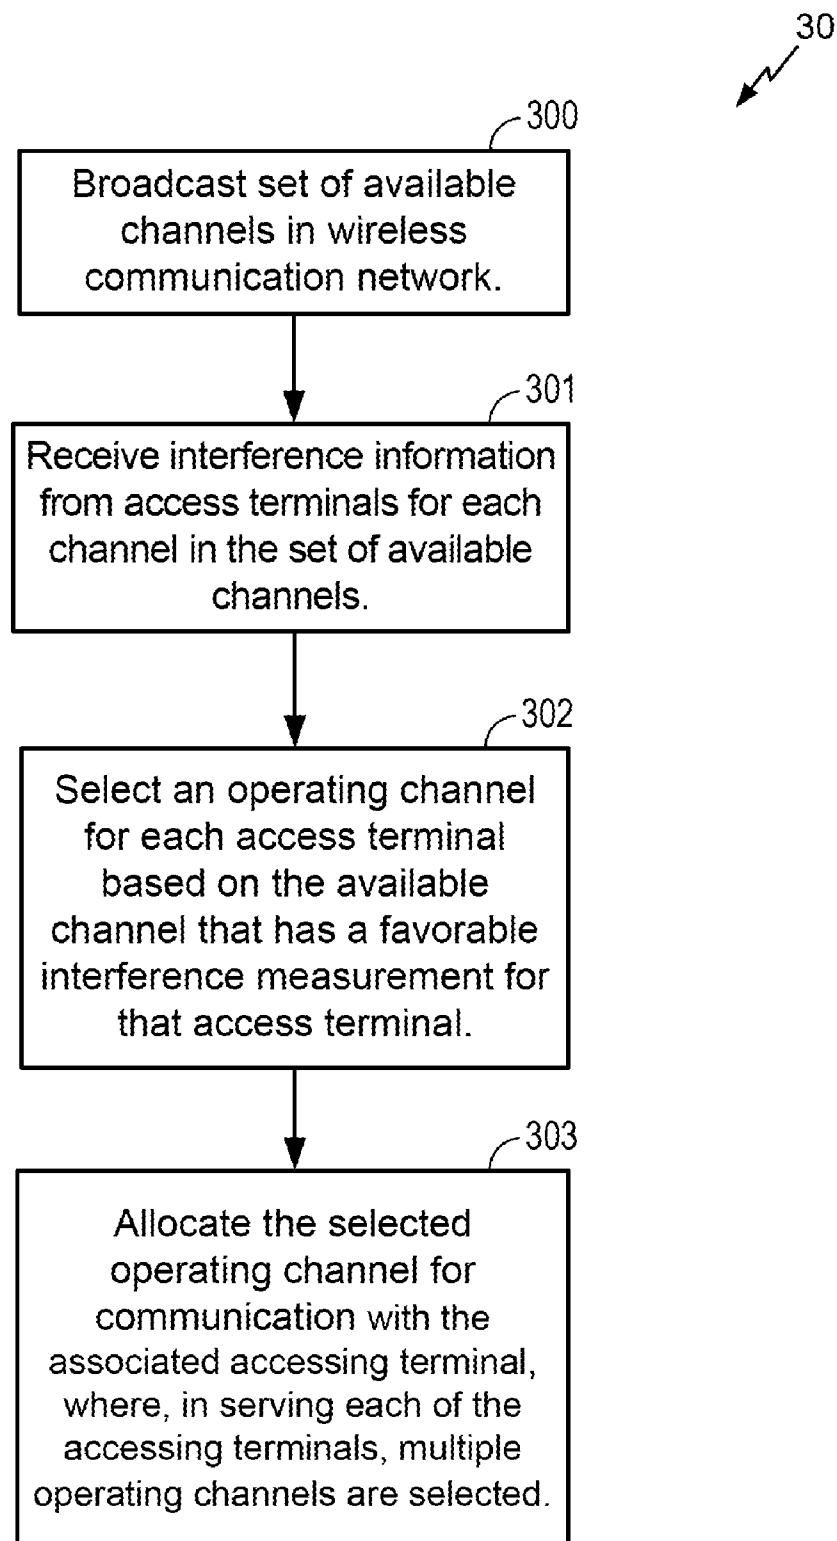 30
300
Broadcast set of available
channels in wireless
communication network.
301
Receive interference information
from access terminals for each
channel in the set of available
channels.
302
Select an operating channel
for each access terminal
based on the available
channel that has a favorable
interference measurement for
that access terminal.
303
Allocate the selected
operating channel for
communication with the
associated accessing terminal,
where, in serving each of the
accessing terminals, multiple
operating channels are selected.